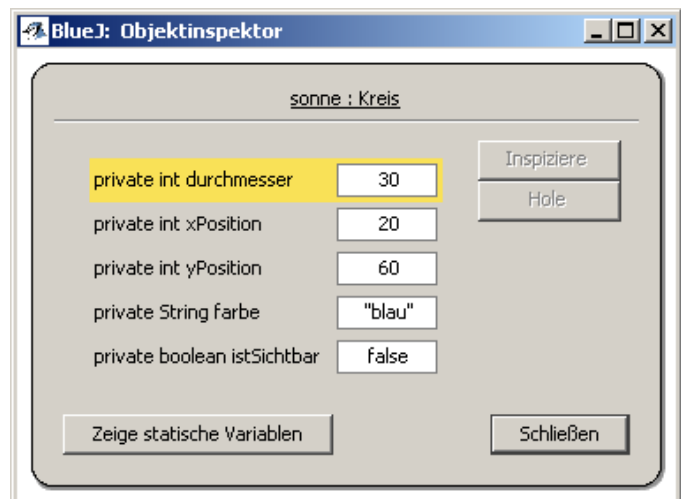 BlueJ: Objektinspektor
sonne : Kreis
private int durchmesser 30
private int xPosition 20
private int yPosition 60
private String farbe "blau"
private boolean istSichtbar false
Inspiziere
Hole
Zeige statische Variablen
Schließen